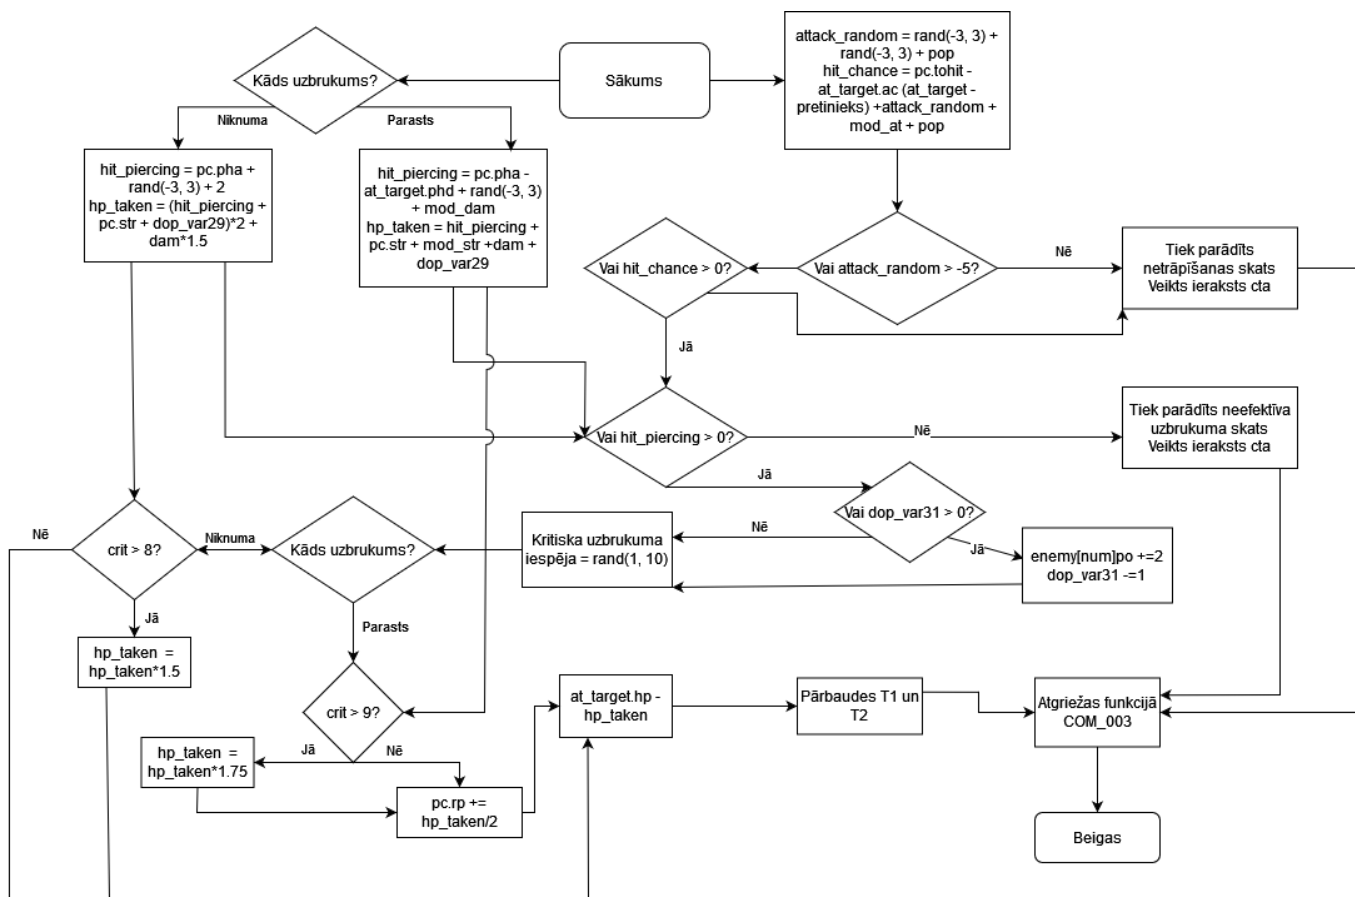 Kāds uzbrukums?
Sākums
attack_random = rand(-3, 3) +
rand(-3, 3) + pop
hit_chance = pc.tohit -
at_target.ac (at_target -
pretinieks) +attack_random +
mod_at + pop
Niknuma
Parasts
hit_piercing = pc.pha +
rand(-3, 3) + 2
hp_taken = (hit_piercing +
pc.str + dop_var29)*2 +
dam*1.5
hit_piercing = pc.pha -
at_target.phd + rand(-3, 3)
+ mod_dam
hp_taken = hit_piercing +
pc.str + mod_str +dam +
dop_var29
Vai hit_chance > 0?
Vai attack_random > -5?
Nē
Tiek parādīts
netrāpīšanas skats
Veikts ieraksts cta
Jā
Vai hit_piercing > 0?
Nē
Tiek parādīts neefektīva
uzbrukuma skats
Veikts ieraksts cta
Jā
Vai dop_var31 > 0?
Nē
Jā
enemy[num]po +=2
dop_var31 -=1
Kritiska uzbrukuma
iespēja = rand(1, 10)
Kāds uzbrukums?
Niknuma
crit > 8?
Nē
Jā
hp_taken =
hp_taken*1.5
Parasts
crit > 9?
Jā
Nē
hp_taken =
hp_taken*1.75
pc.rp +=
hp_taken/2
at_target.hp -
hp_taken
Pārbaudes T1 un
T2
Atgriežas funkcijā
COM_003
Beigas